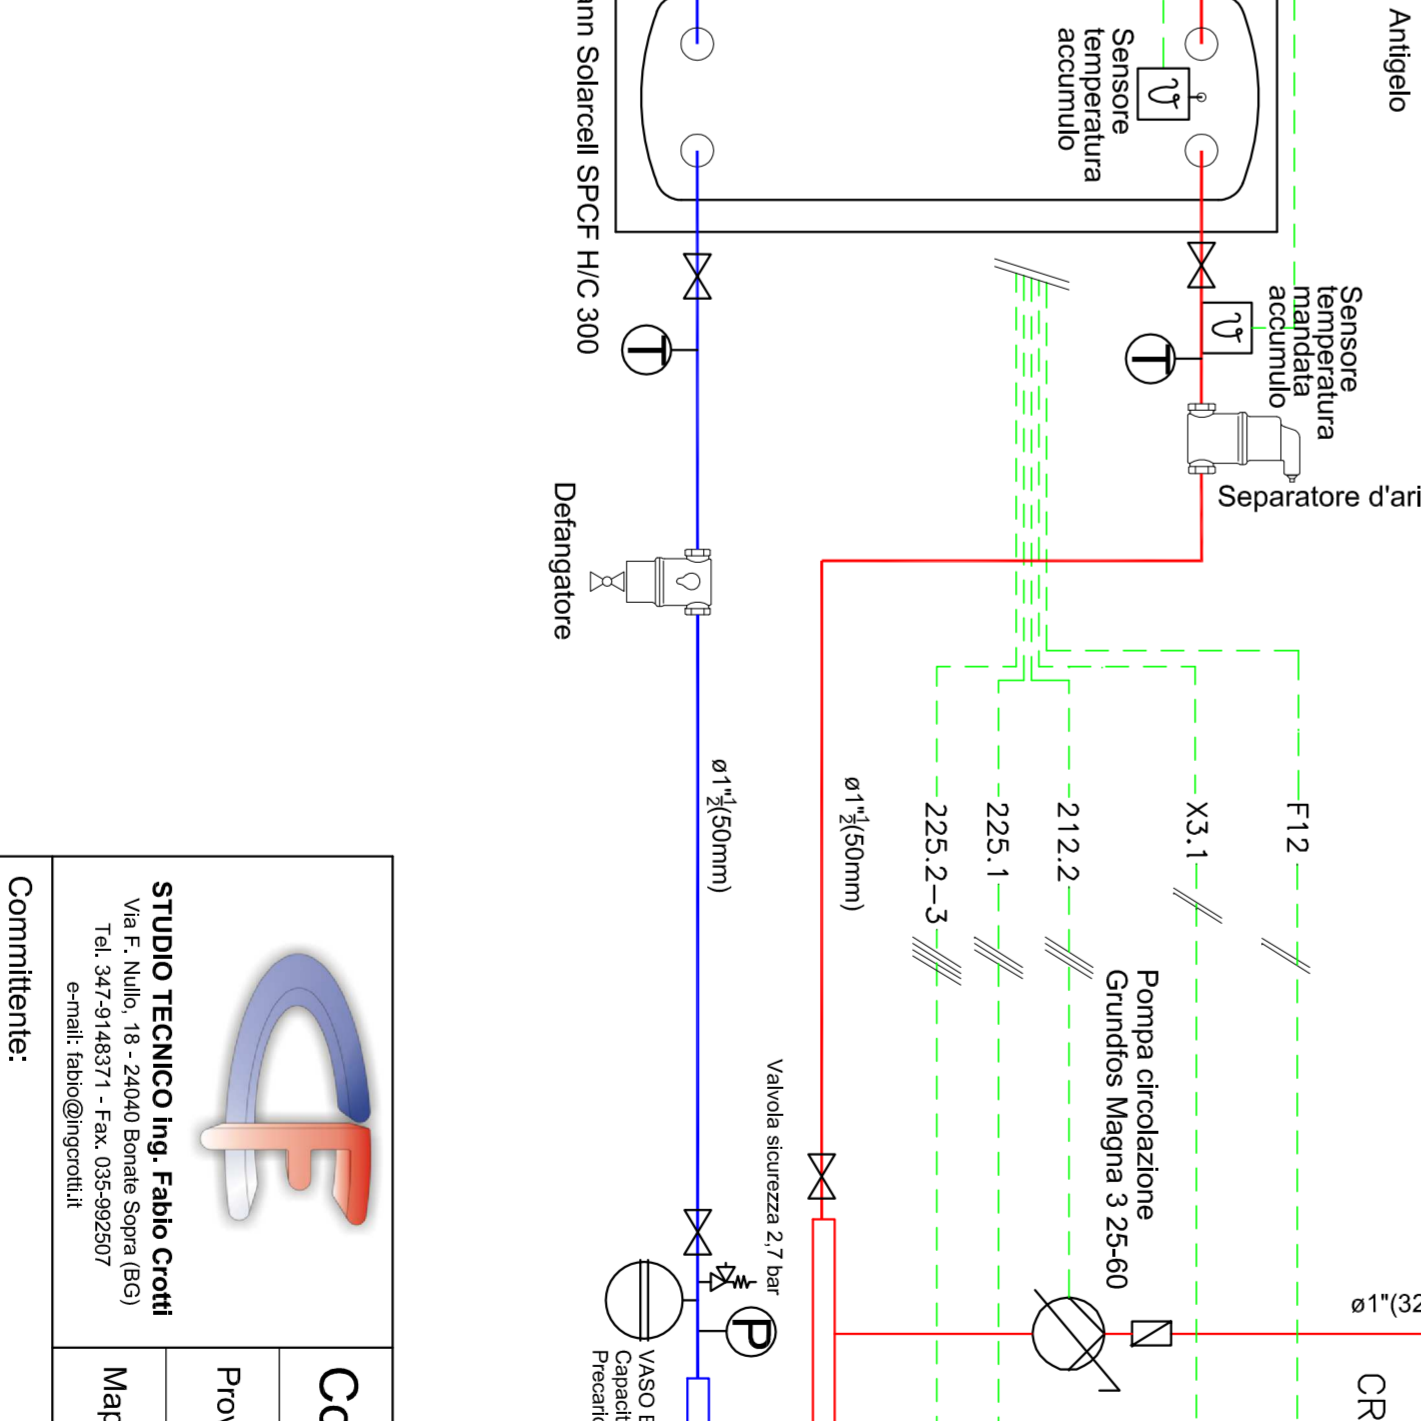 Antigelo
Sensore
temperatura
accumulo
Sensore
temperatura
mandata
accumulo
T
T
Separatore d'ari
Solarcell SPCF H/C 300
Defangatore
ø1"½(50mm)
ø1"½(50mm)
225.2-3
225.1
212.2
X3.1
F12
Pompa circolazione
Grundfos Magna 3 25-60
Valvola sicurezza 2,7 bar
P
ø1"(32
CR
VASO E
Capacit
Precaric
STUDIO TECNICO ing. Fabio Crotti
Via F. Nullo, 18 - 24040 Bonate Sopra (BG)
Tel. 347-9148371 - Fax. 035-992507
e-mail: fabio@ingcrotti.it
Committente:
Co
Prov
Map